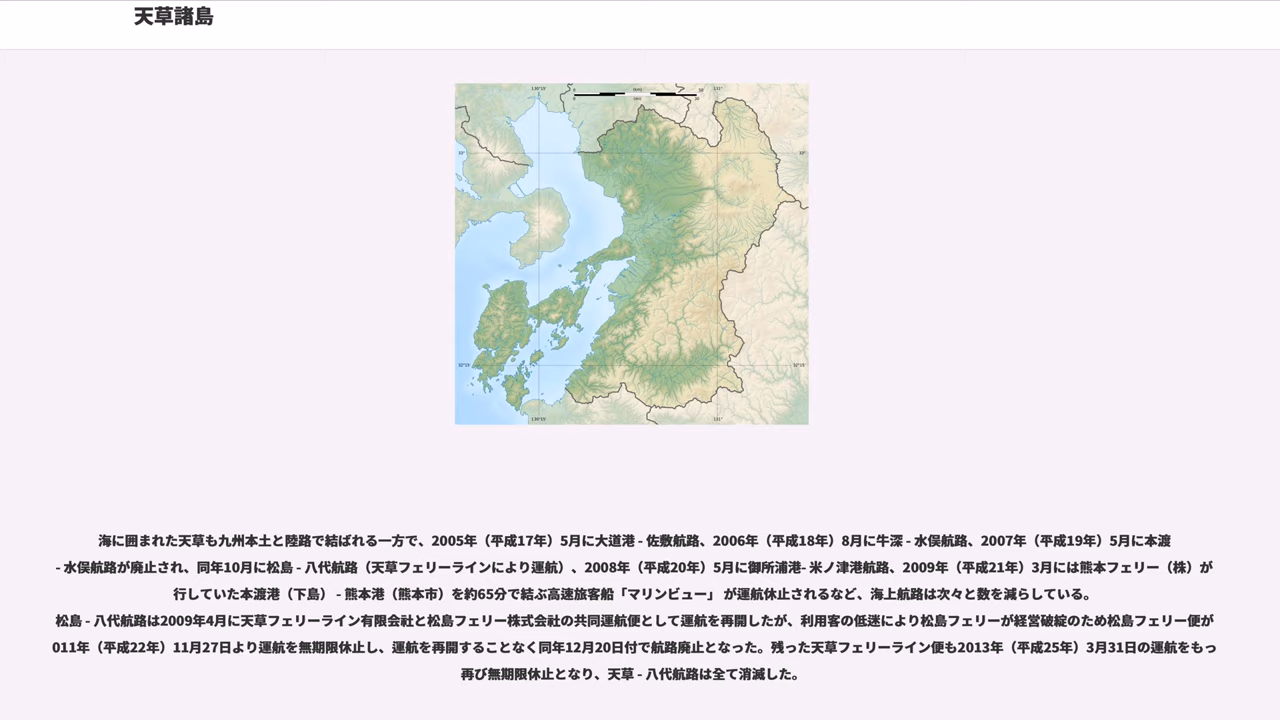 天草諸島
130°15'
131°
(km)
0
50
0
(mi)
30
33°
33°
32°15'
32°15'
130°15'
131°
海に囲まれた天草も九州本土と陸路で結ばれる一方で、2005年（平成17年）5月に大道港 - 佐敷航路、2006年（平成18年）8月に牛深 - 水俣航路、2007年（平成19年）5月に本渡
- 水俣航路が廃止され、同年10月に松島 - 八代航路（天草フェリーラインにより運航）、2008年（平成20年）5月に御所浦港- 米ノ津港航路、2009年（平成21年）3月には熊本フェリー（株）が
行していた本渡港（下島） - 熊本港（熊本市）を約65分で結ぶ高速旅客船「マリンビュー」 が運航休止されるなど、海上航路は次々と数を減らしている。
松島 - 八代航路は2009年4月に天草フェリーライン有限会社と松島フェリー株式会社の共同運航便として運航を再開したが、利用客の低迷により松島フェリーが経営破綻のため松島フェリー便が
011年（平成22年）11月27日より運航を無期限休止し、運航を再開することなく同年12月20日付で航路廃止となった。残った天草フェリーライン便も2013年（平成25年）3月31日の運航をもっ
再び無期限休止となり、天草 - 八代航路は全て消滅した。